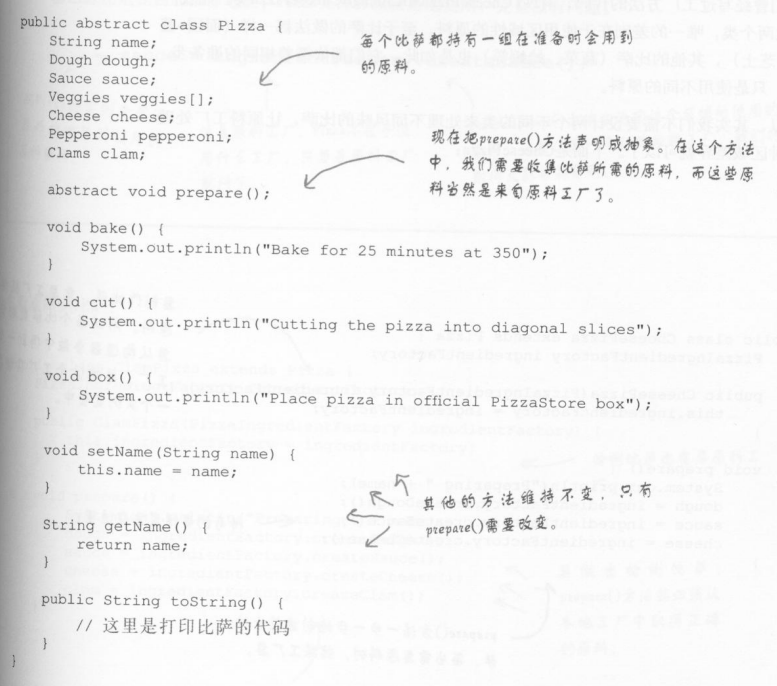 public abstract class Pizza {
String name;
Dough dough;
Sauce sauce;
Veggies veggies[];
Cheese cheese;
Pepperoni pepperoni;
Clams clam;
每个比萨都持有一组在准备时会用到
的原料。
abstract void prepare();
现在把prepare()方法声明成抽象。在这个方法
中，我们需要收集比萨所需的原料，而这些原
料当然是来自原料工厂了。
void bake() {
System.out.println("Bake for 25 minutes at 350");
}
void cut() {
System.out.println("Cutting the pizza into diagonal slices");
}
void box() {
System.out.println("Place pizza in official PizzaStore box");
}
void setName(String name) {
this.name = name;
}
String getName() {
return name;
}
其他的方法维持不变，只有
prepare()需要改变。
public String toString() {
// 这里是打印比萨的代码
}
}